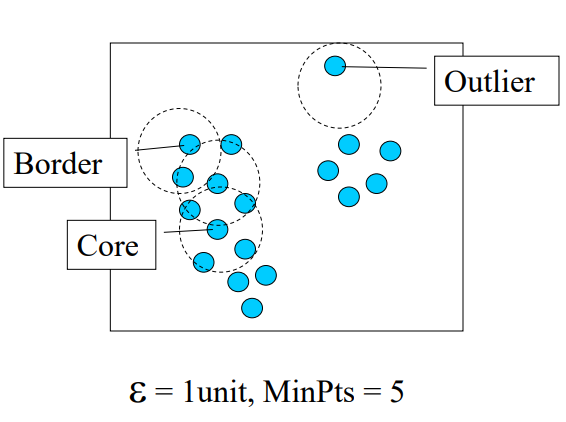 Outlier
Border
Core
ε = 1unit, MinPts = 5